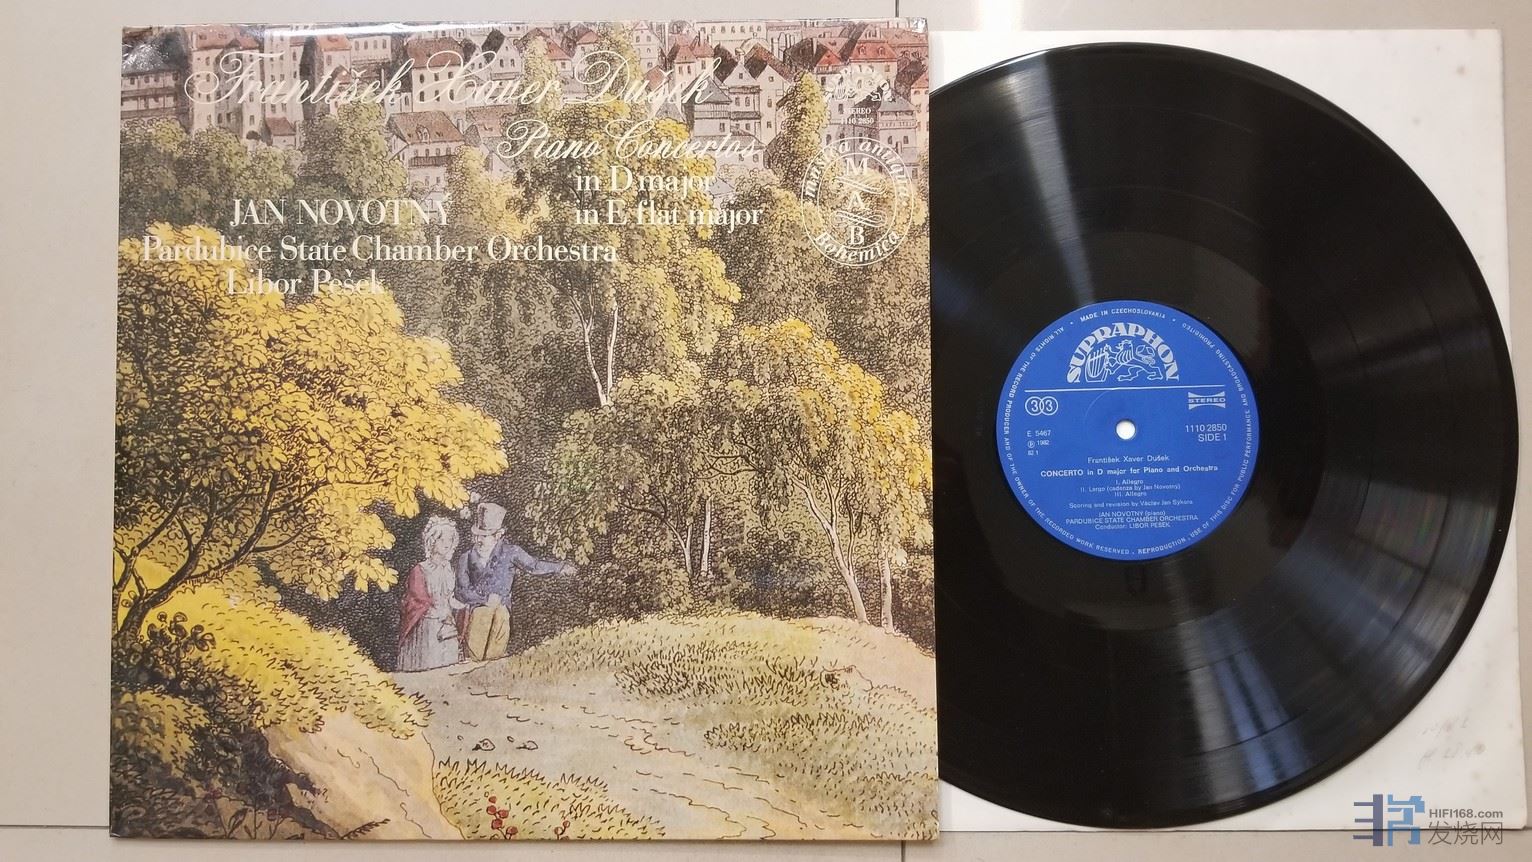 František Xaver Dušek
Piano Concertos
in D major
in E flat major
JAN NOVOTNÝ
Pardubice State Chamber Orchestra
Libor Pešek
STEREO
1110 2850
musica antiqua
Bohemica
M
A
B
ALL RIGHTS OF THE RECORD PRODUCER AND OF THE OWNER OF THE RECORDED WORK RESERVED . REPRODUCTION . USE OF THIS DISC FOR PUBLIC PERFORMANCE AND BROADCASTING PROHIBITED
• MADE IN CZECHOSLOVAKIA •
SUPRAPHON
33
STEREO
E 5467
℗ 1982
82 1
1110 2850
SIDE 1
František Xaver Dušek
CONCERTO in D major for Piano and Orchestra
I. Allegro
II. Largo (cadenza by Jan Novotný)
III. Allegro
Scoring and revision by Václav Jan Sýkora
JAN NOVOTNÝ (piano)
PARDUBICE STATE CHAMBER ORCHESTRA
Conductor: LIBOR PEŠEK
HIFI168.com
发烧网